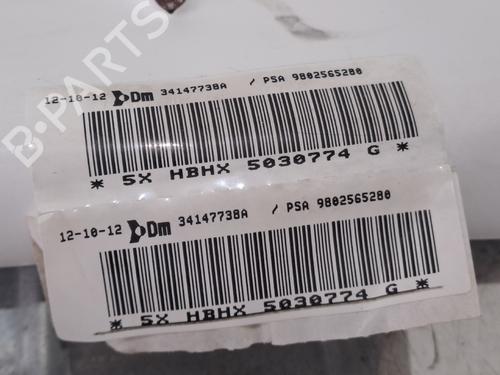 B-PARTS
12-10-12 Dm 34147738A / PSA 9802565280
* 5X HBHX 5030774 G *
12-10-12 Dm 34147738A / PSA 9802565280
* 5X HBHX 5030774 G *